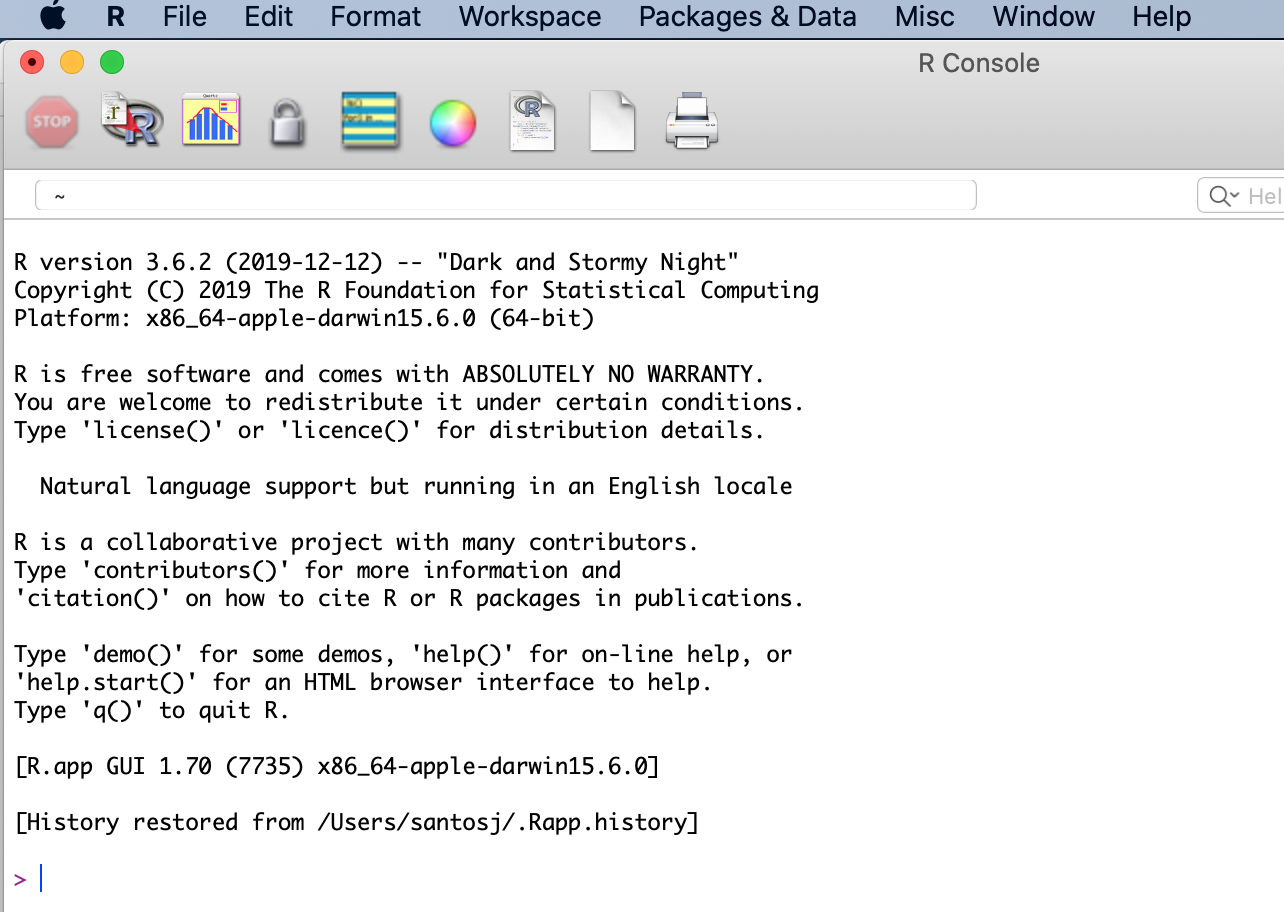 R File Edit Format Workspace Packages & Data Misc Window Help
R Console
STOP
~
Hel
R version 3.6.2 (2019-12-12) -- "Dark and Stormy Night"
Copyright (C) 2019 The R Foundation for Statistical Computing
Platform: x86_64-apple-darwin15.6.0 (64-bit)
R is free software and comes with ABSOLUTELY NO WARRANTY.
You are welcome to redistribute it under certain conditions.
Type 'license()' or 'licence()' for distribution details.
Natural language support but running in an English locale
R is a collaborative project with many contributors.
Type 'contributors()' for more information and
'citation()' on how to cite R or R packages in publications.
Type 'demo()' for some demos, 'help()' for on-line help, or
'help.start()' for an HTML browser interface to help.
Type 'q()' to quit R.
[R.app GUI 1.70 (7735) x86_64-apple-darwin15.6.0]
[History restored from /Users/santosj/.Rapp.history]
>